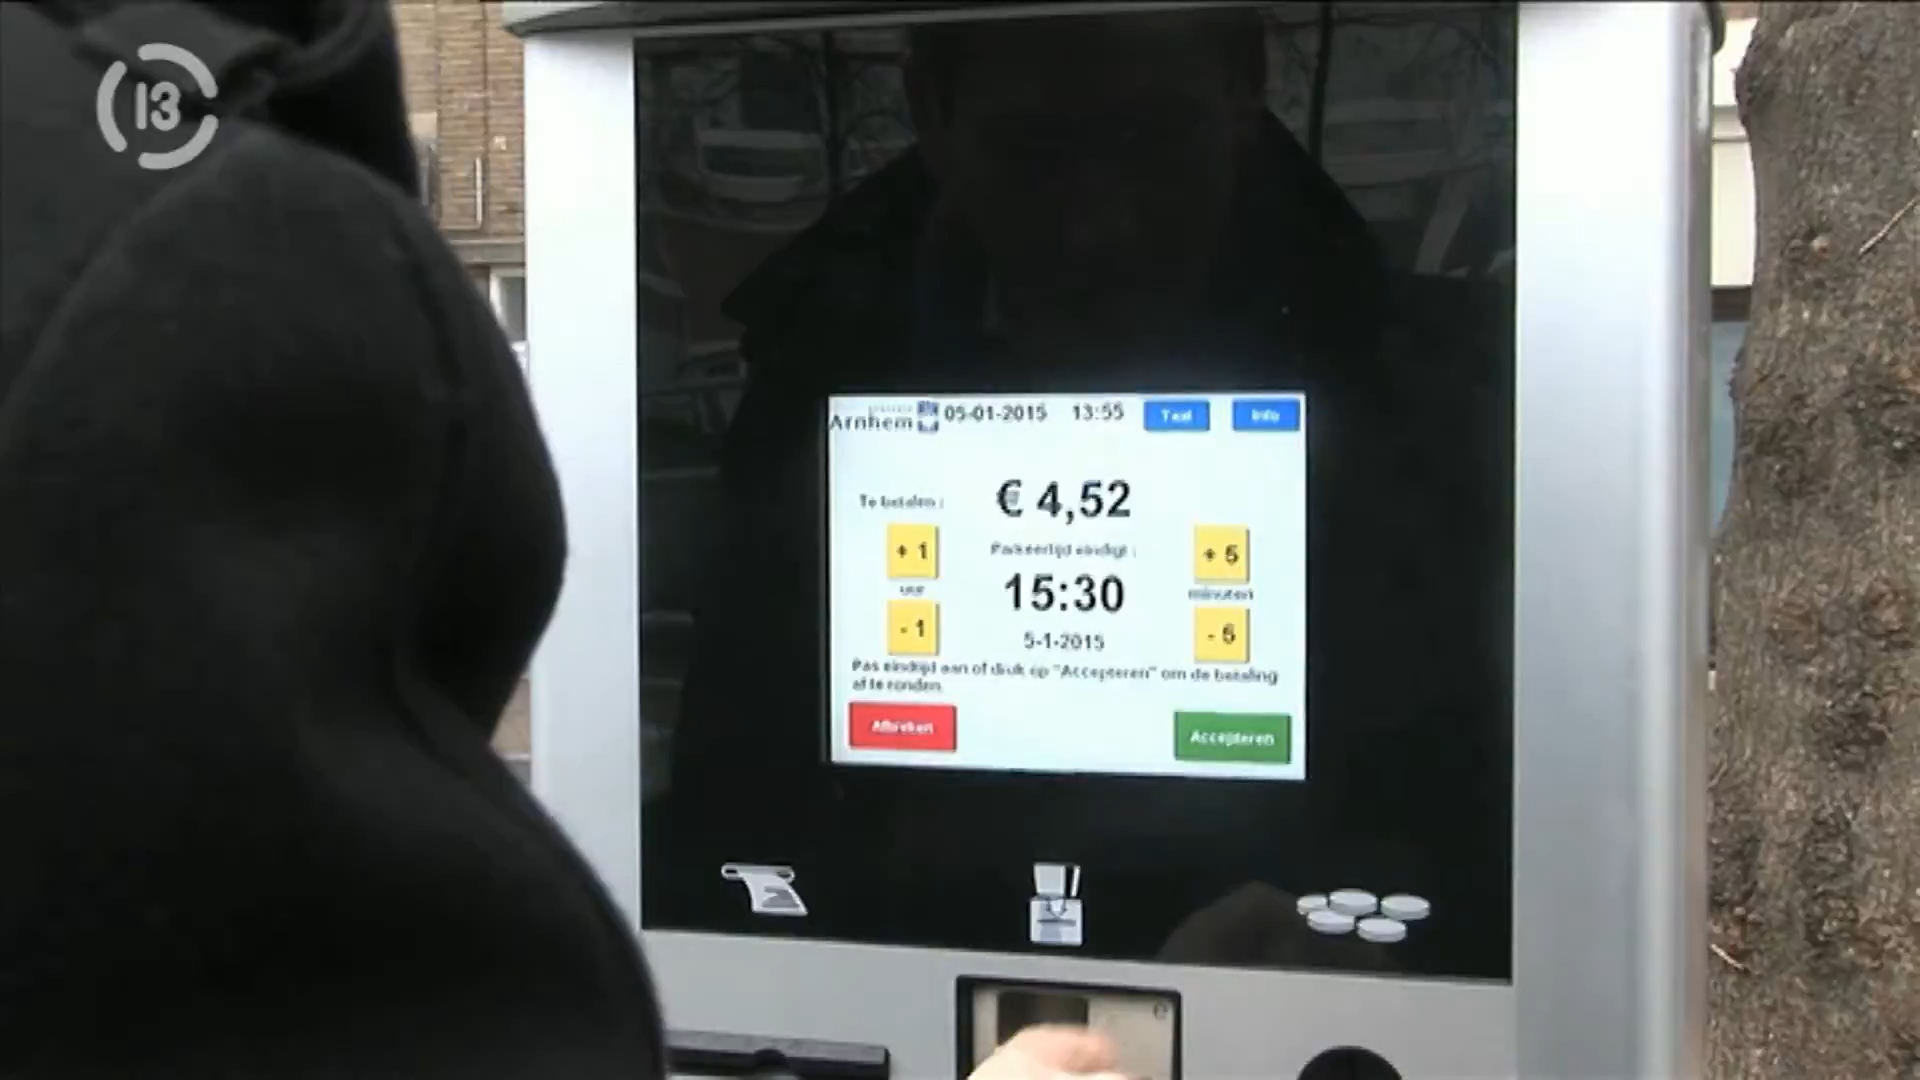 13
Arnhem 05-01-2015 13:55 Taal Info
Te betalen : € 4,52
+ 1 Parkeertijd eindigt : + 5
uur 15:30 minuten
- 1 5-1-2015 - 5
Pas eindtijd aan of druk op "Accepteren" om de betaling
af te ronden
Afbreken Accepteren